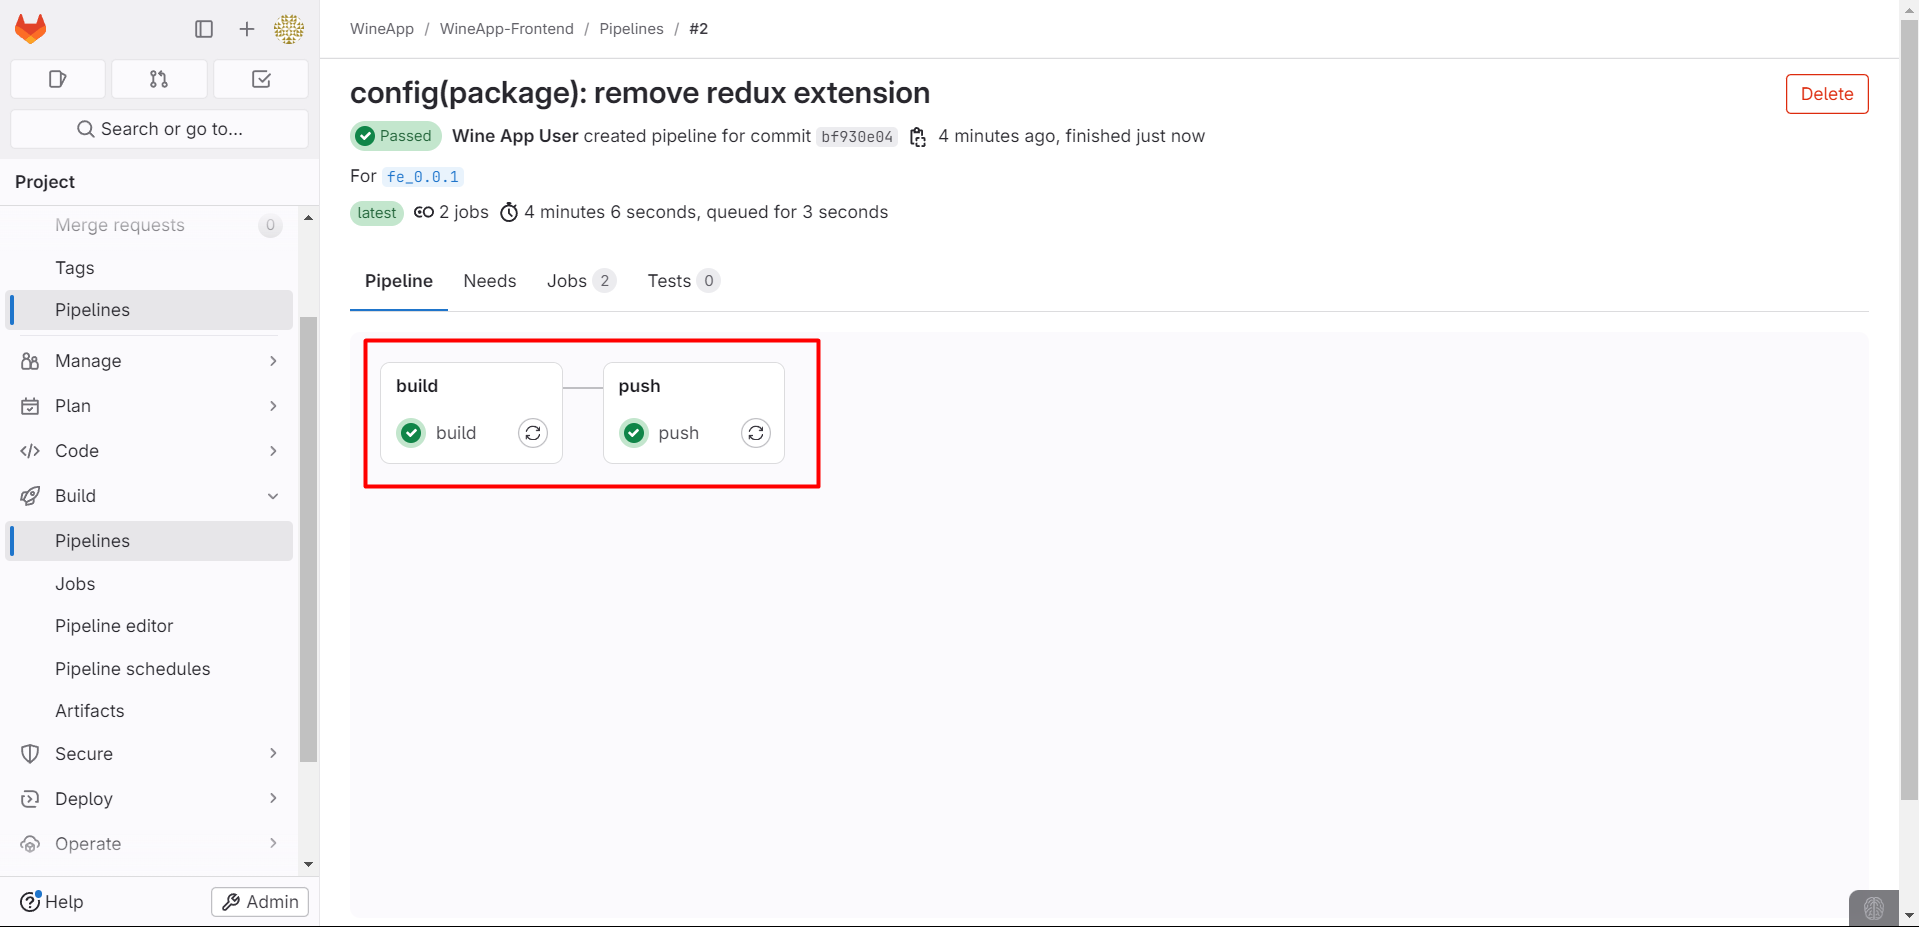 WineApp / WineApp-Frontend / Pipelines / #2
Search or go to...
Project
Merge requests 0
Tags
Pipelines
Manage
Plan
Code
Build
Pipelines
Jobs
Pipeline editor
Pipeline schedules
Artifacts
Secure
Deploy
Operate
Help
Admin
config(package): remove redux extension
Delete
Passed Wine App User created pipeline for commit bf930e04 4 minutes ago, finished just now
For fe_0.0.1
latest 2 jobs 4 minutes 6 seconds, queued for 3 seconds
Pipeline Needs Jobs 2 Tests 0
build
build
push
push